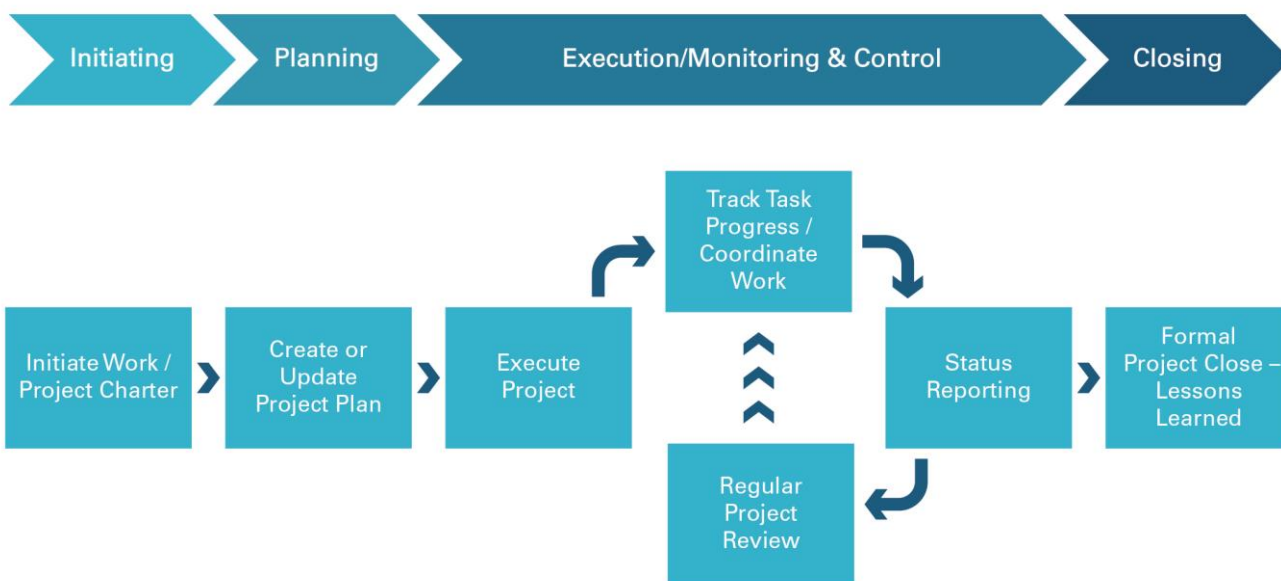 Initiating
Planning
Execution/Monitoring & Control
Closing
Initiate Work /
Project Charter
Create or
Update
Project Plan
Execute
Project
Track Task
Progress /
Coordinate
Work
Regular
Project
Review
Status
Reporting
Formal
Project Close –
Lessons
Learned